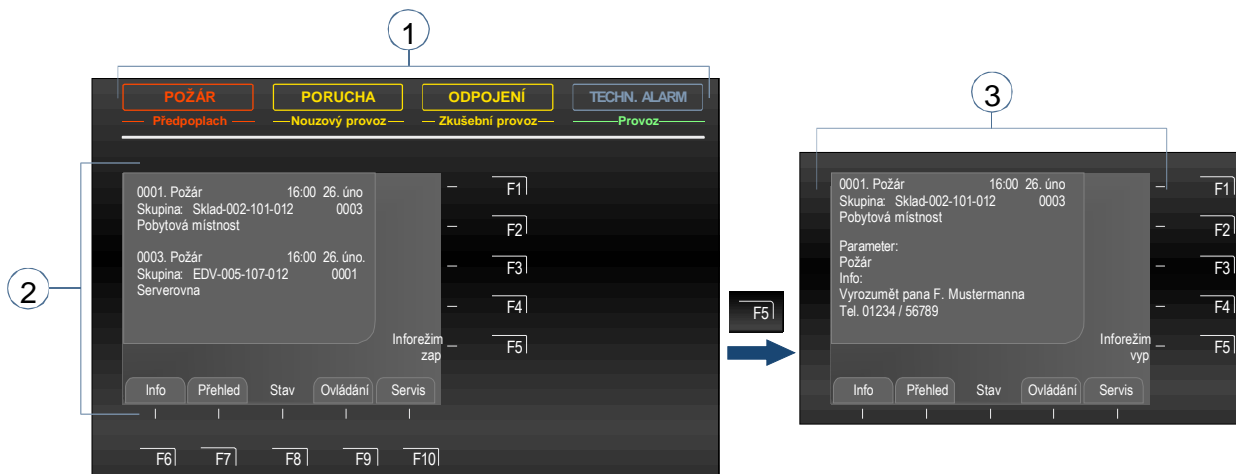 1
POŽÁR PORUCHA ODPOJENÍ TECHN. ALARM
Předpoplach Nouzový provoz Zkušební provoz Provoz
2
0001. Požár 16:00 26. úno
Skupina: Sklad-002-101-012 0003
Pobytová místnost
0003. Požár 16:00 26. úno.
Skupina: EDV-005-107-012 0001
Serverovna
Inforežim
zap
Info Přehled Stav Ovládání Servis
F1
F2
F3
F4
F5
F6 F7 F8 F9 F10
F5
3
0001. Požár 16:00 26. úno
Skupina: Sklad-002-101-012 0003
Pobytová místnost
Parameter:
Požár
Info:
Vyrozumět pana F. Mustermanna
Tel. 01234 / 56789
Inforežim
vyp
Info Přehled Stav Ovládání Servis
F1
F2
F3
F4
F5